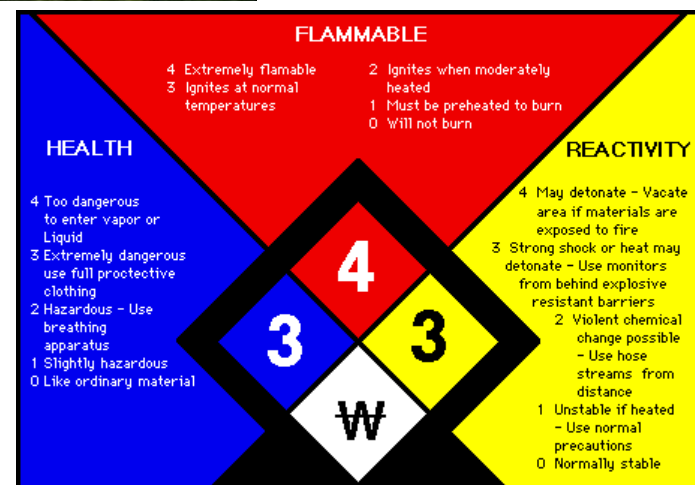 FLAMMABLE
4 Extremely flamable
3 Ignites at normal
temperatures
2 Ignites when moderately
heated
1 Must be preheated to burn
0 Will not burn
HEALTH
4 Too dangerous
to enter vapor or
Liquid
3 Extremely dangerous
use full proctective
clothing
2 Hazardous - Use
breathing
apparatus
1 Slightly hazardous
0 Like ordinary material
REACTIVITY
4 May detonate - Vacate
area if materials are
exposed to fire
3 Strong shock or heat may
detonate - Use monitors
from behind explosive
resistant barriers
2 Violent chemical
change possible
- Use hose
streams from
distance
1 Unstable if heated
- Use normal
precautions
0 Normally stable
4
3
3
W